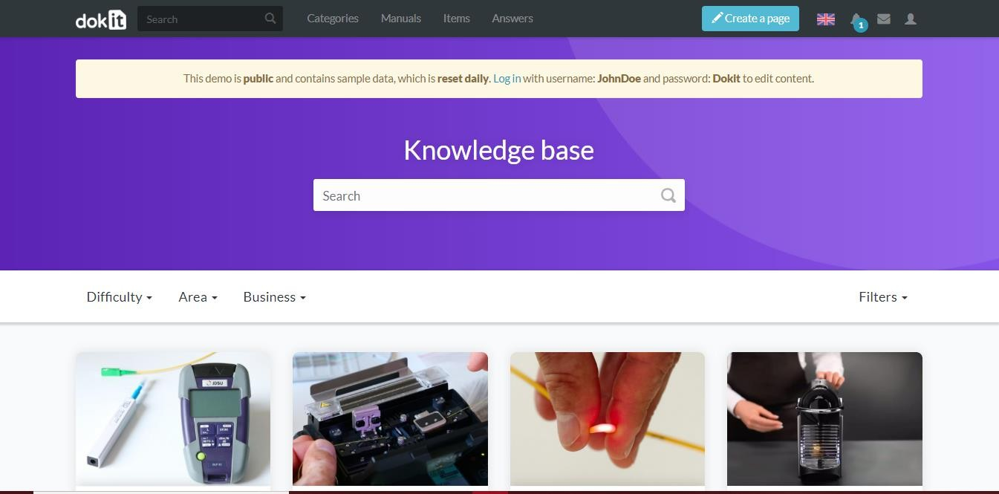 dokit
Search
Categories
Manuals
Items
Answers
Create a page
1
This demo is public and contains sample data, which is reset daily. Log in with username: JohnDoe and password: Dokit to edit content.
Knowledge base
Search
Difficulty
Area
Business
Filters
JDSU